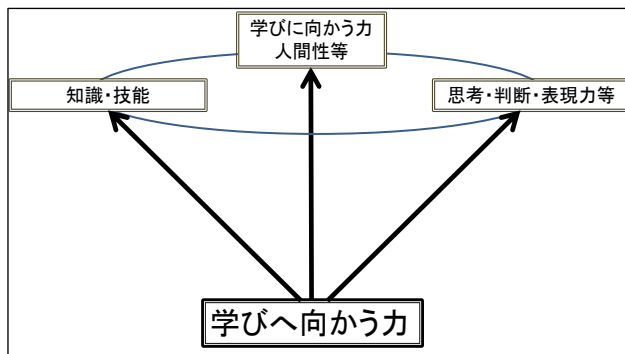 学びに向かう力
人間性等
知識・技能
思考・判断・表現力等
学びへ向かう力